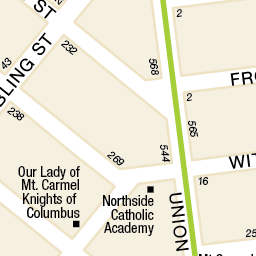 ST
2
BLING ST
232
43
568
FRO
2
238
565
544
269
WIT
Our Lady of
Mt. Carmel
Knights of
Columbus
16
Northside
Catholic
Academy
UNION
25